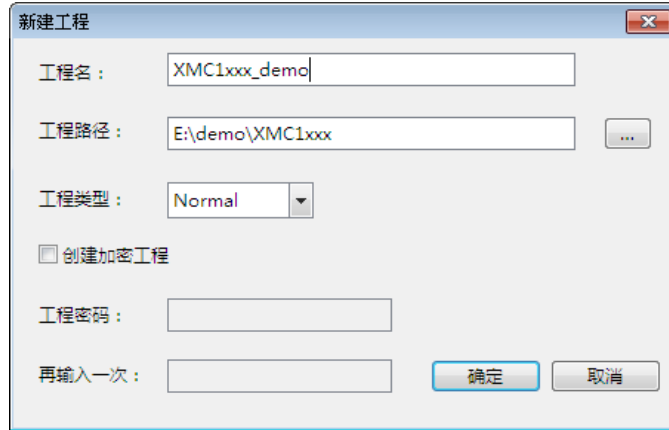 新建工程
工程名：
XMC1xxx_demo
工程路径：
E:\demo\XMC1xxx
...
工程类型：
Normal
创建加密工程
工程密码：
再输入一次：
确定
取消